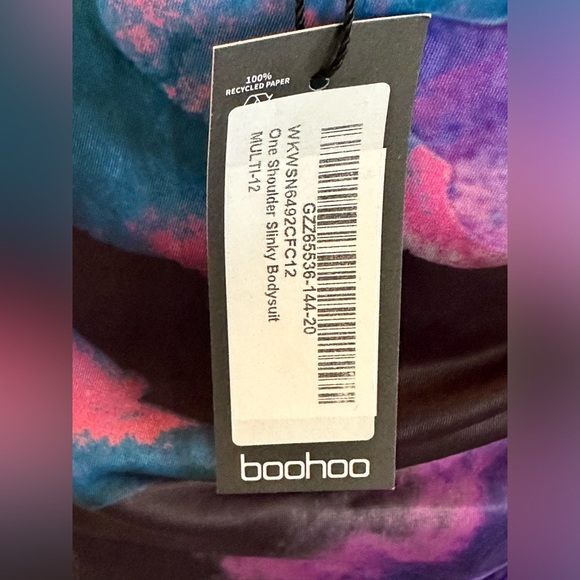 100%
RECYCLED PAPER
GZZ65536-144-20
WKWSN6492CFC12
One Shoulder Slinky Bodysuit
MULTI-12
boohoo